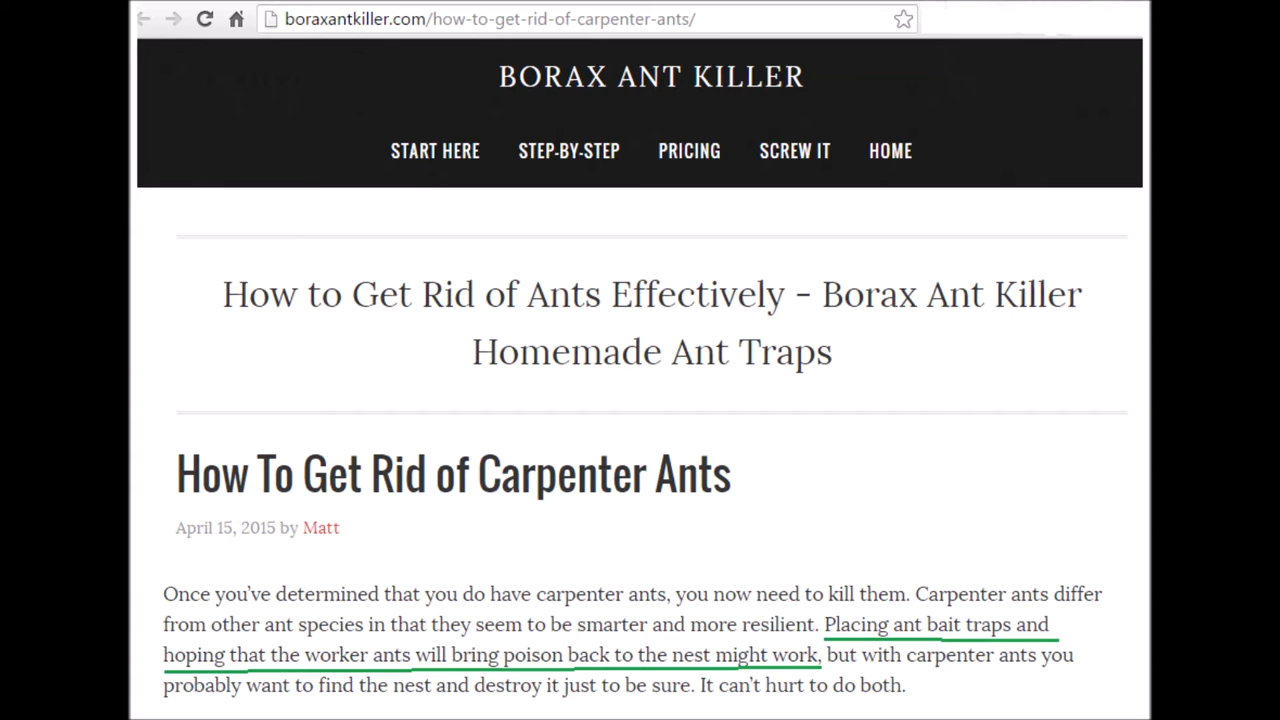 boraxantkiller.com/how-to-get-rid-of-carpenter-ants/
BORAX ANT KILLER
START HERE STEP-BY-STEP PRICING SCREW IT HOME
How to Get Rid of Ants Effectively - Borax Ant Killer
Homemade Ant Traps
How To Get Rid of Carpenter Ants
April 15, 2015 by Matt
Once you've determined that you do have carpenter ants, you now need to kill them. Carpenter ants differ
from other ant species in that they seem to be smarter and more resilient. Placing ant bait traps and
hoping that the worker ants will bring poison back to the nest might work, but with carpenter ants you
probably want to find the nest and destroy it just to be sure. It can't hurt to do both.